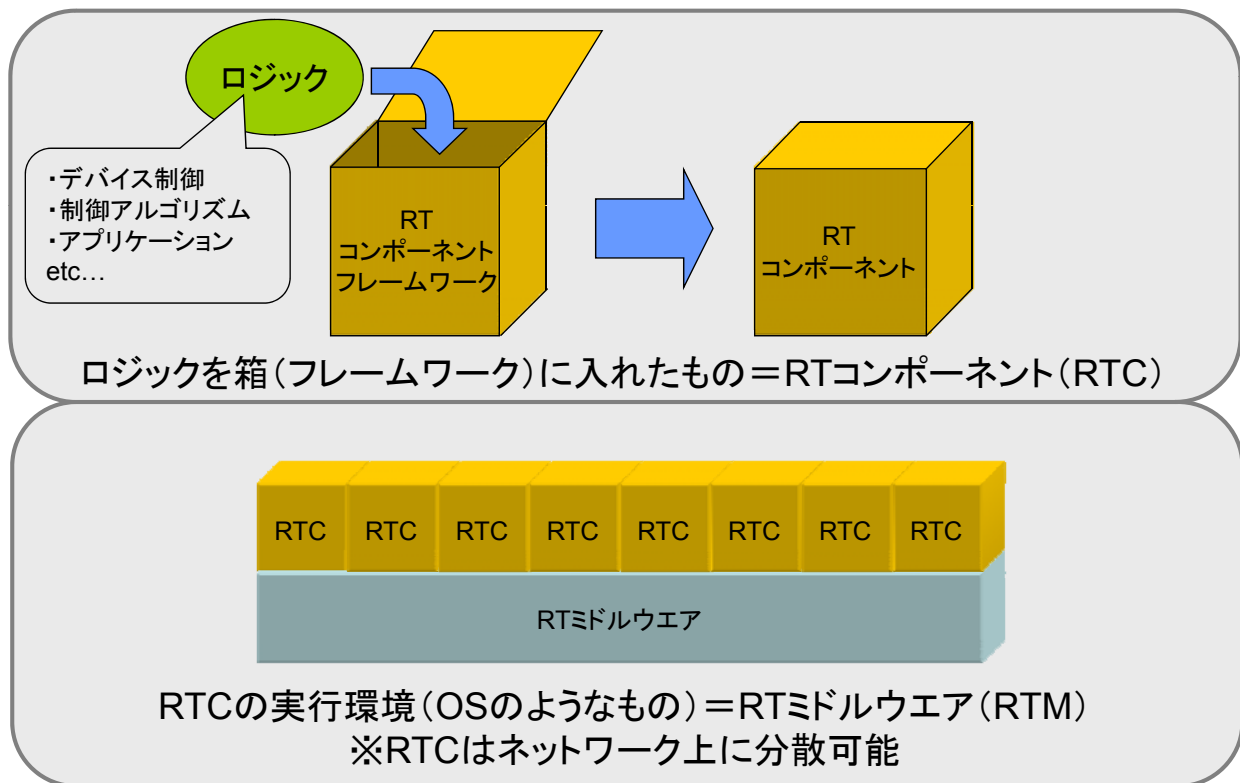 ロジック
・デバイス制御
・制御アルゴリズム
・アプリケーション
etc…
RT
コンポーネント
フレームワーク
RT
コンポーネント
ロジックを箱(フレームワーク)に入れたもの=RTコンポーネント(RTC)
RTC RTC RTC RTC RTC RTC RTC RTC
RTミドルウエア
RTCの実行環境(OSのようなもの)=RTミドルウエア(RTM)
※RTCはネットワーク上に分散可能